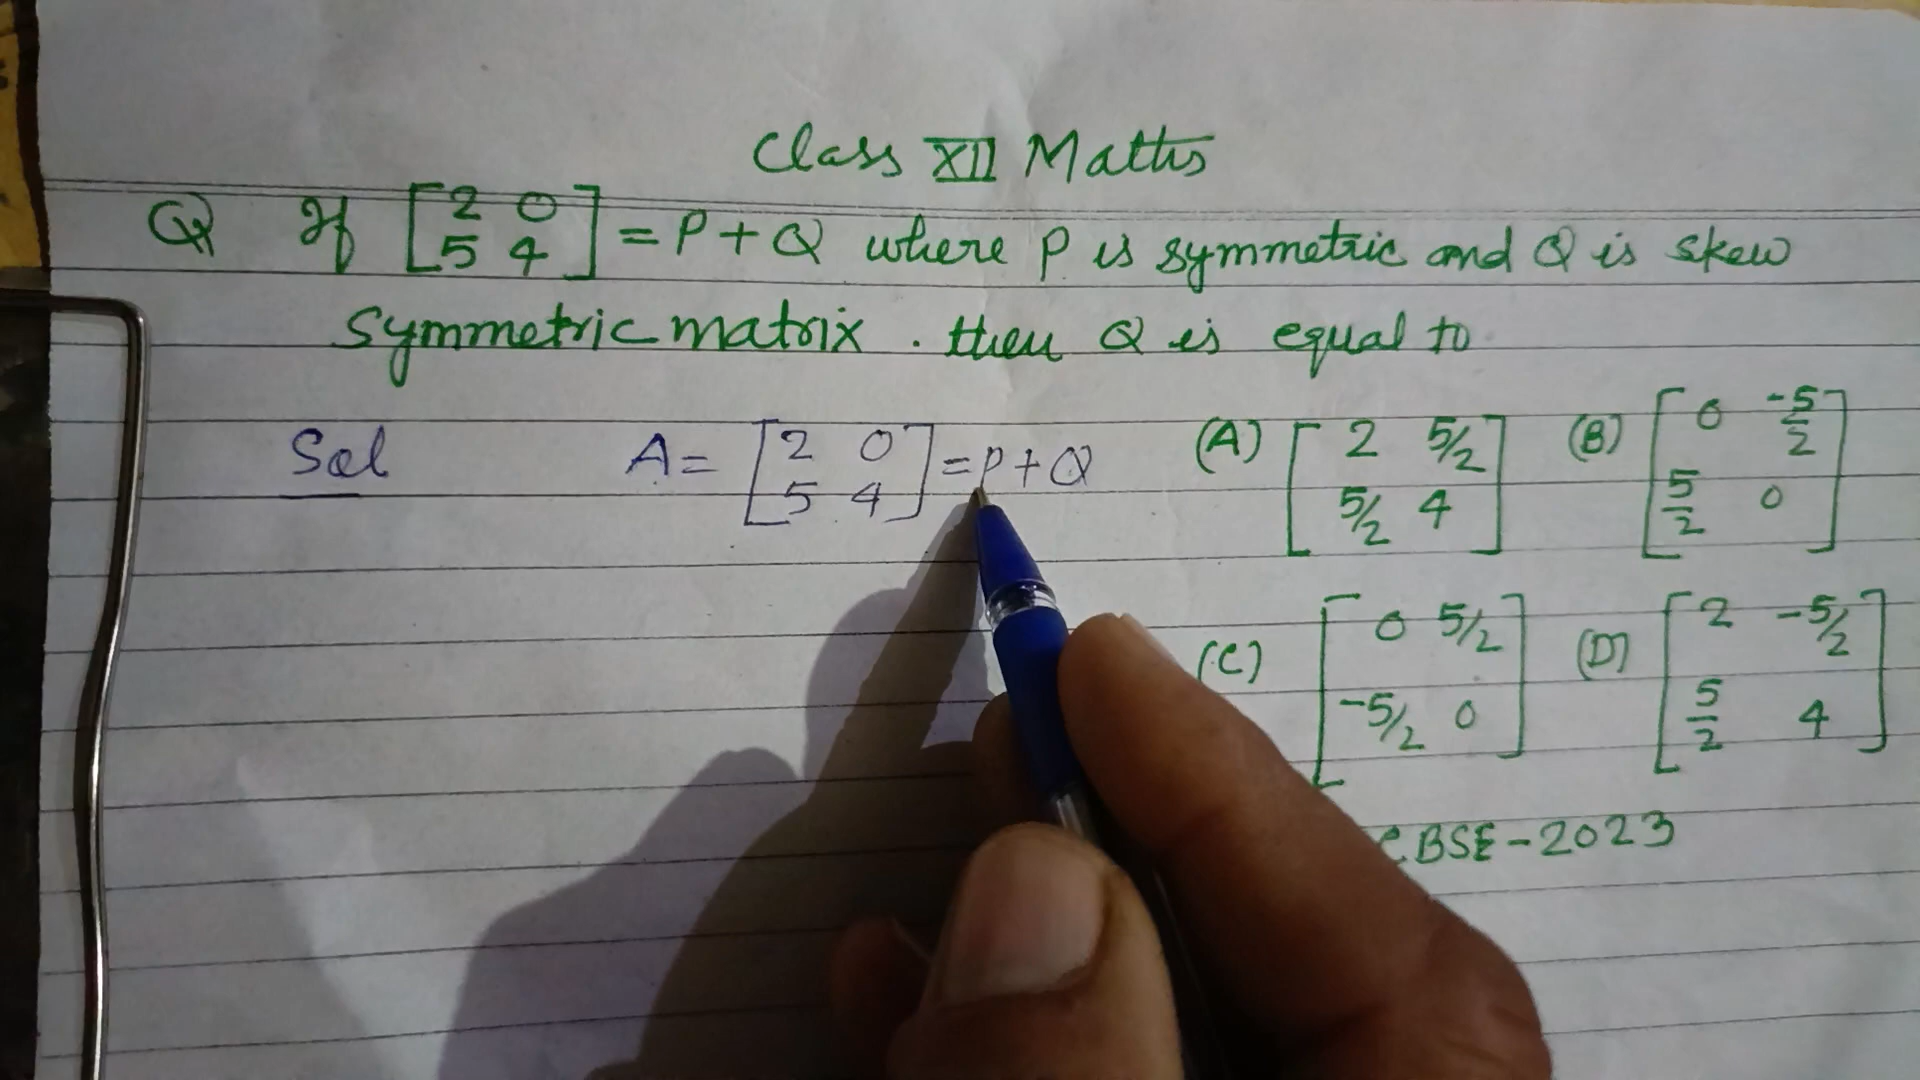 Class XII Maths
Q If [2 0
5 4] = P + Q where P is symmetric and Q is skew
symmetric matrix. then Q is equal to
Sol A = [2 0
5 4] = P + Q
(A) [2 5/2
5/2 4]
(B) [0 -5/2
5/2 0]
(C) [0 5/2
-5/2 0]
(D) [2 -5/2
5/2 4]
CBSE-2023